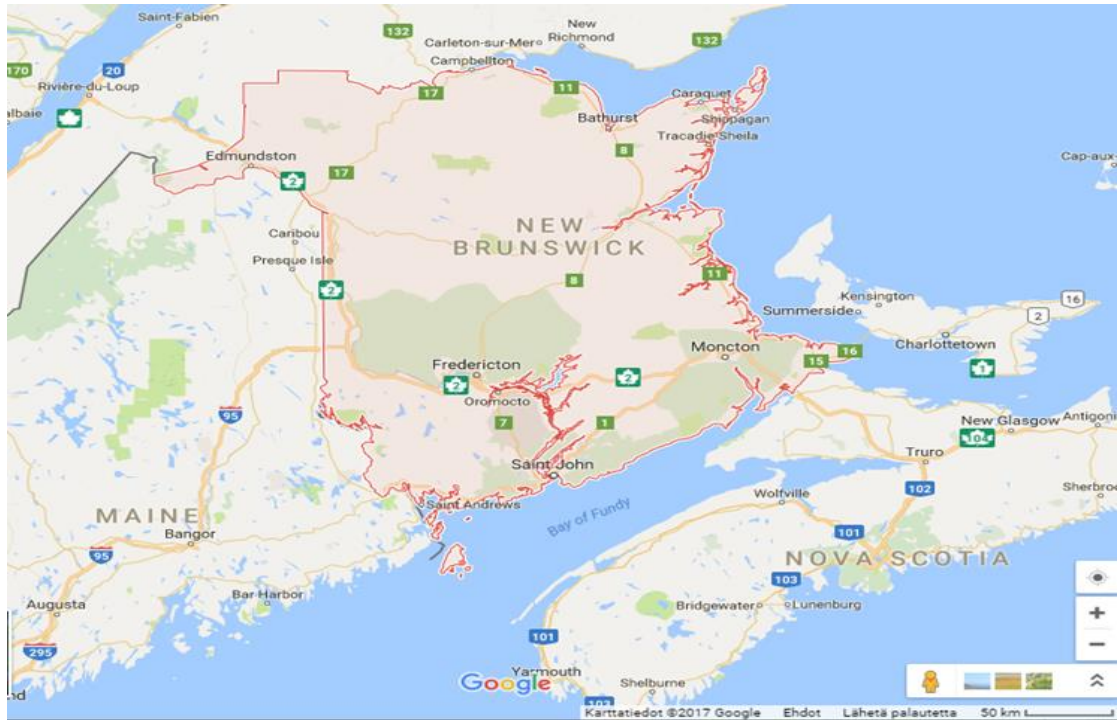 Saint-Fabien
132
New
Richmond
132
Carleton-sur-Mer
Campbellton
170
20
Rivière-du-Loup
albaie
17
11
Caraquet
Shippagan
Bathurst
Tracadie Sheila
8
Edmundston
17
2
Cap-aux-
NEW
BRUNSWICK
Caribou
Presque Isle
2
8
11
Kensington
Summerside
16
2
Charlottetown
Moncton
16
15
1
Fredericton
2
2
Oromocto
7
1
95
New Glasgow
Antigoni
104
Truro
Saint John
102
Sherbro
Wolfville
Saint Andrews
Bay of Fundy
MAINE
Bangor
101
NOVA SCOTIA
95
103
Bar Harbor
Bridgewater
Lunenburg
Augusta
101
295
nd
Yarmouth
Google
Shelburne
103
Karttatiedot ©2017 Google Ehdot Lähetä palautetta 50 km